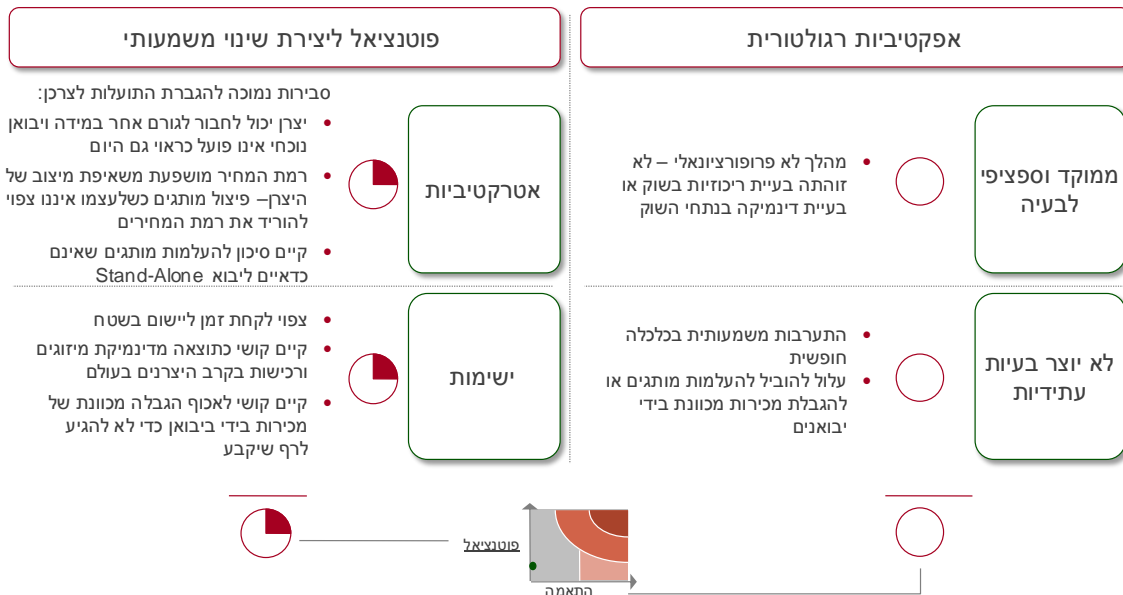 אפקטיביות רגולטורית
ממוקד וספציפי
לבעיה
• מהלך לא פרופורציונאלי – לא
זוהתה בעיית ריכוזיות בשוק או
בעיית דינמיקה בנתחי השוק
לא יוצר בעיות
עתידיות
• התערבות משמעותית בכלכלה
חופשית
• עלול להוביל להעלמות מותגים או
להגבלת מכירות מכוונת בידי
יבואנים
פוטנציאל ליצירת שינוי משמעותי
אטרקטיביות
סבירות נמוכה להגברת התועלות לצרכן:
• יצרן יכול לחבור לגורם אחר במידה ויבואן
נוכחי אינו פועל כראוי גם היום
• רמת המחיר מושפעת משאיפת מיצוב של
היצרן– פיצול מותגים כשלעצמו איננו צפוי
להוריד את רמת המחירים
• קיים סיכון להעלמות מותגים שאינם
כדאיים ליבוא Stand-Alone
ישימות
• צפוי לקחת זמן ליישום בשטח
• קיים קושי כתוצאה מדינמיקת מיזוגים
ורכישות בקרב היצרנים בעולם
• קיים קושי לאכוף הגבלה מכוונת של
מכירות בידי ביבואן כדי לא להגיע
לרף שיקבע
פוטנציאל
התאמה